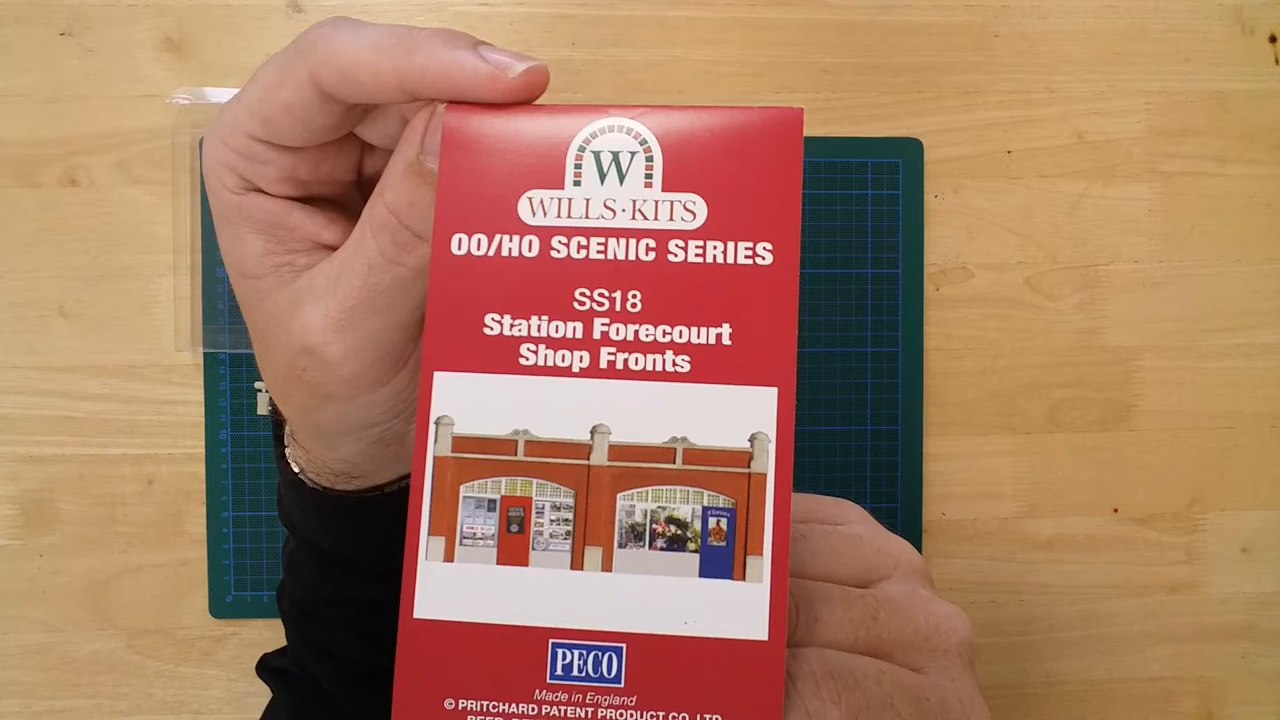 W
WILLS·KITS
OO/HO SCENIC SERIES
SS18
Station Forecourt
Shop Fronts
PECO
Made in England
© PRITCHARD PATENT PRODUCT CO. LTD